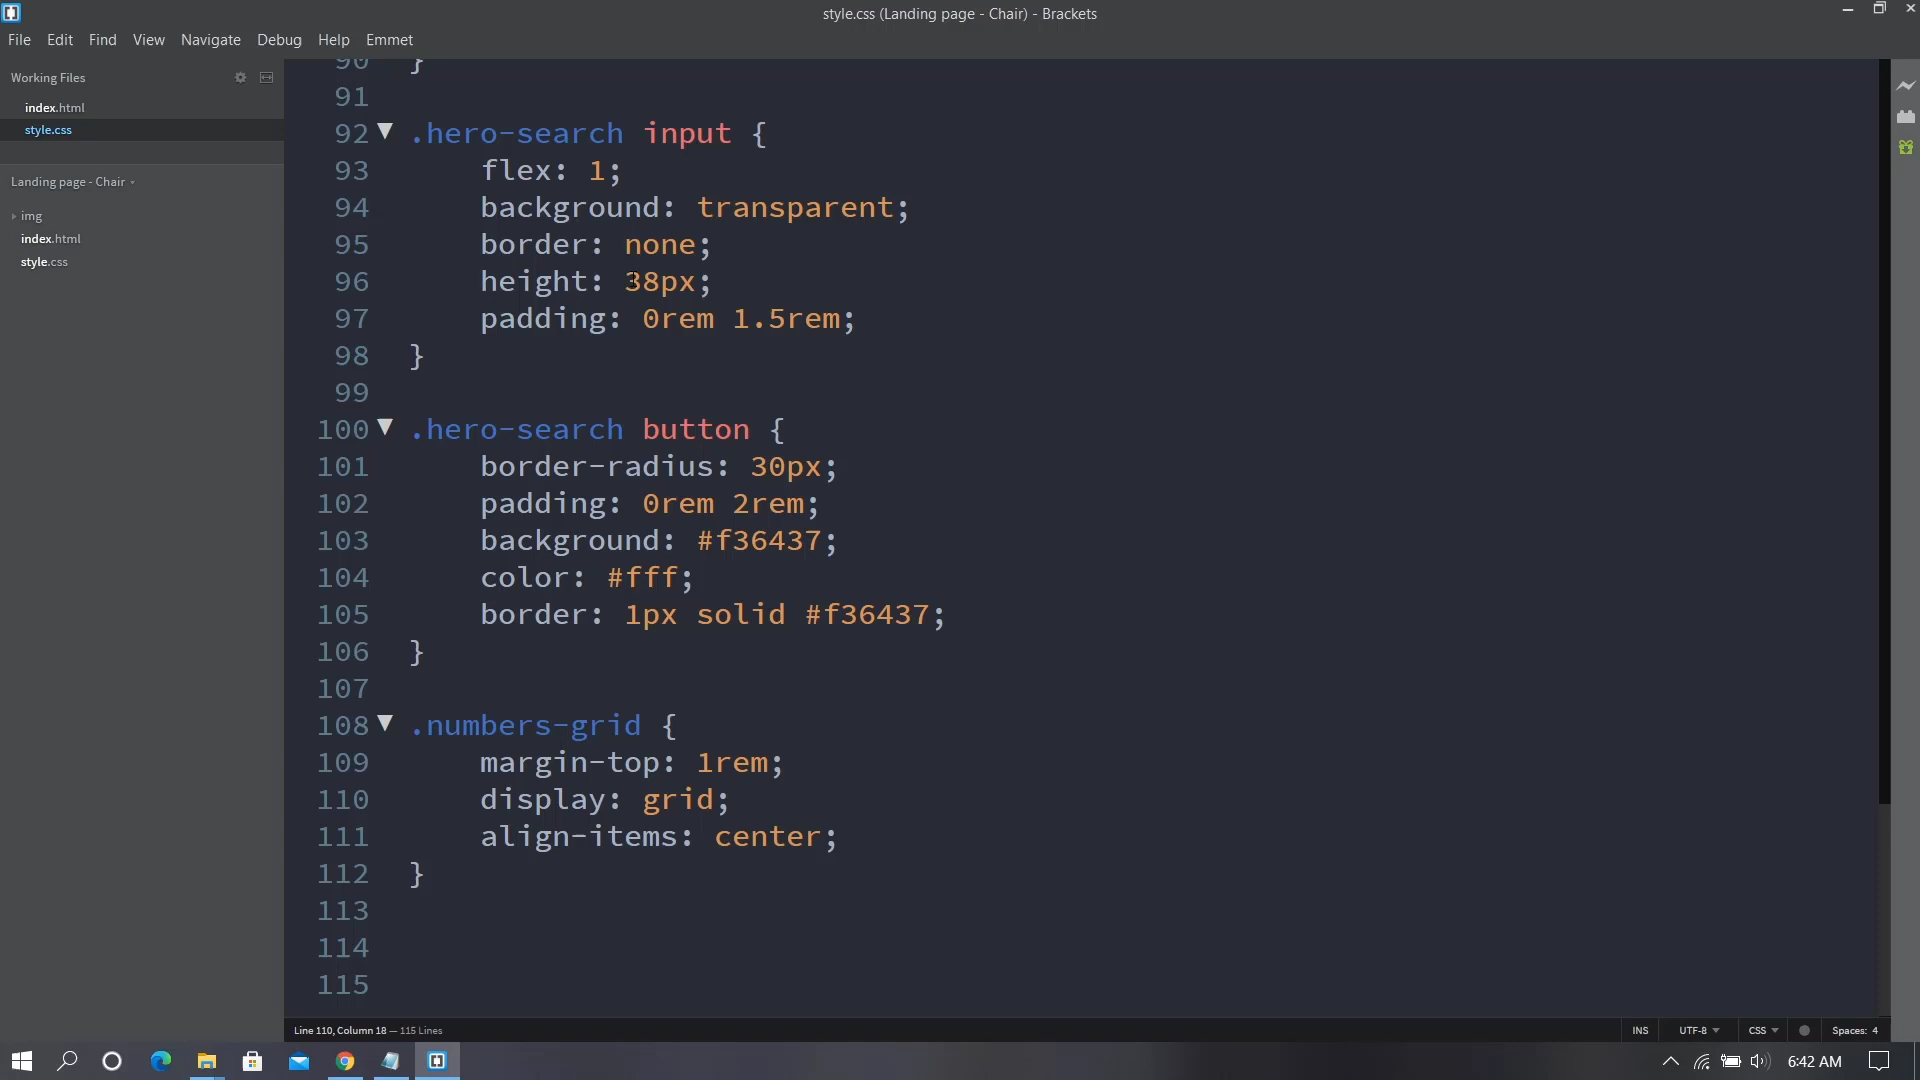 style.css (Landing page - Chair) - Brackets
File Edit Find View Navigate Debug Help Emmet
Working Files
index.html
style.css
Landing page - Chair
img
index.html
style.css
90 }
91
92 .hero-search input {
93 flex: 1;
94 background: transparent;
95 border: none;
96 height: 38px;
97 padding: 0rem 1.5rem;
98 }
99
100 .hero-search button {
101 border-radius: 30px;
102 padding: 0rem 2rem;
103 background: #f36437;
104 color: #fff;
105 border: 1px solid #f36437;
106 }
107
108 .numbers-grid {
109 margin-top: 1rem;
110 display: grid;
111 align-items: center;
112 }
113
114
115
Line 110, Column 18 — 115 Lines
INS UTF-8 CSS Spaces: 4
6:42 AM